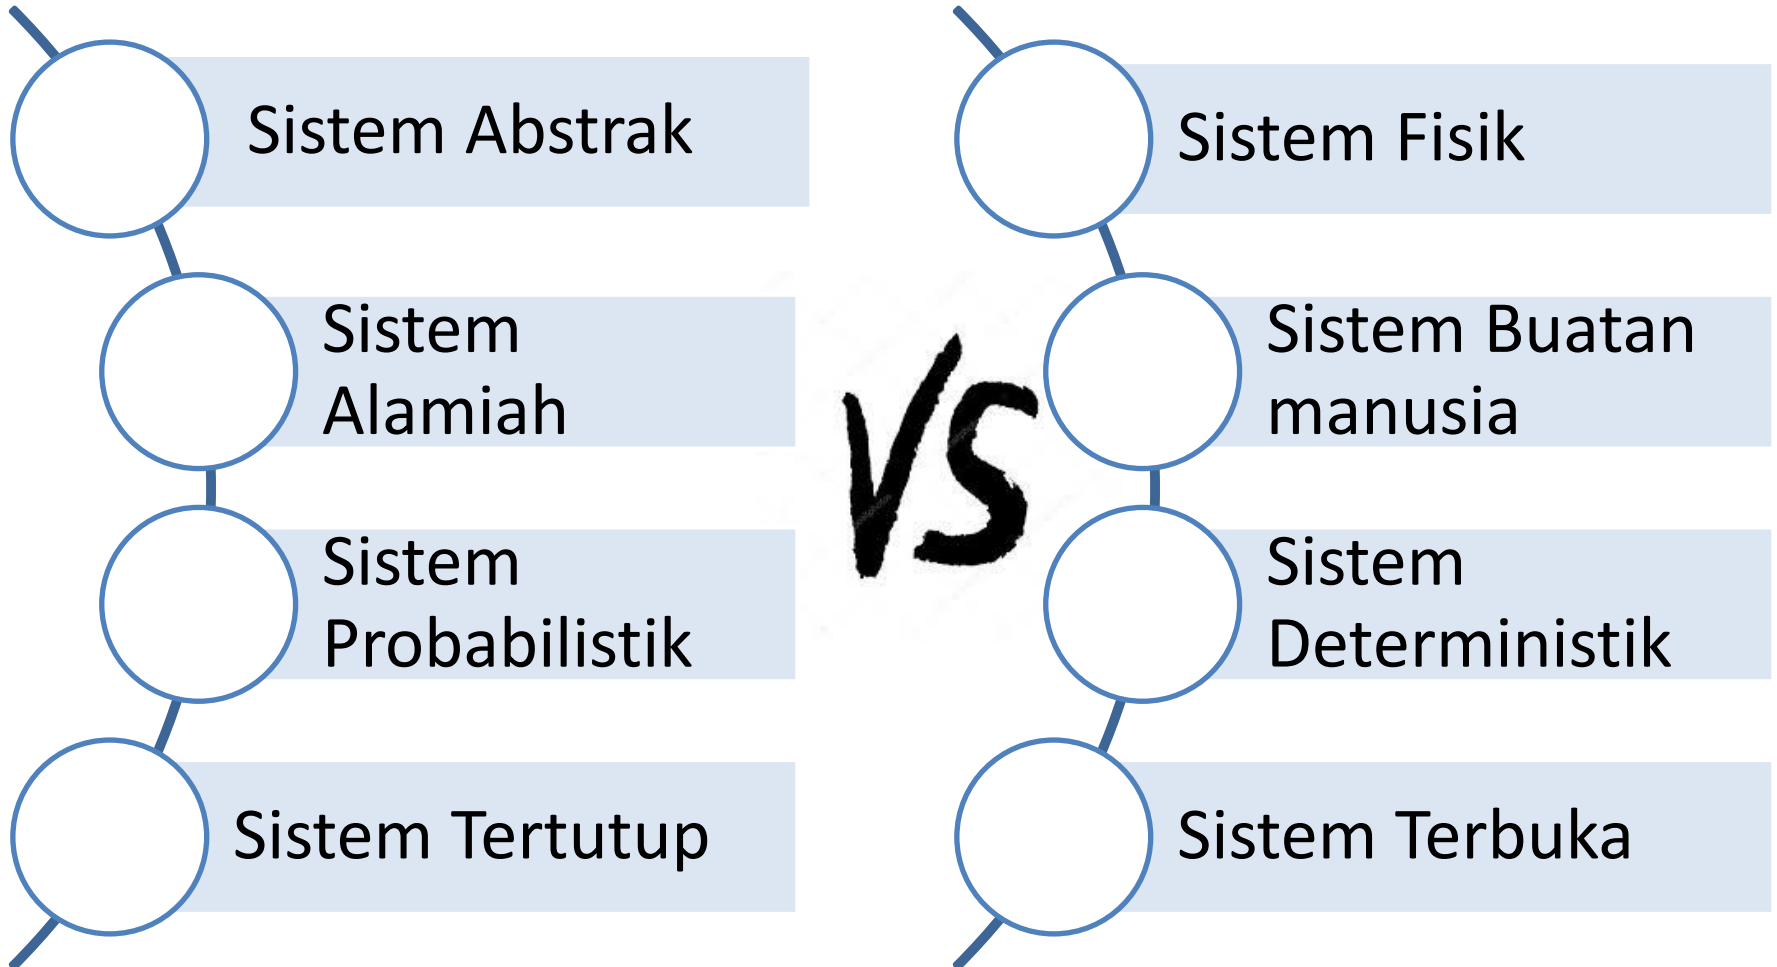 Sistem Abstrak
Sistem
Alamiah
Sistem
Probabilistik
Sistem Tertutup
VS
Sistem Fisik
Sistem Buatan
manusia
Sistem
Deterministik
Sistem Terbuka